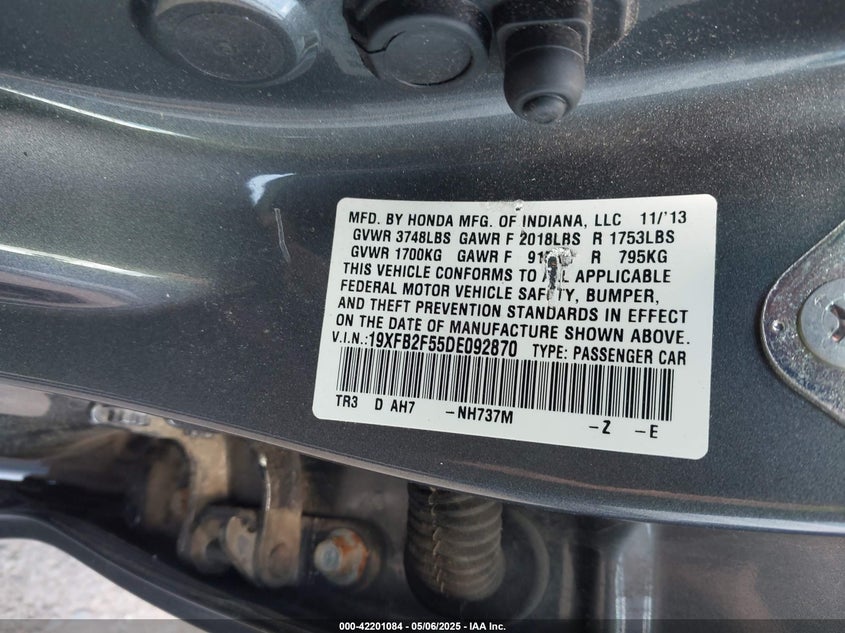 MFD. BY HONDA MFG. OF INDIANA, LLC 11/'13
GVWR 3748LBS GAWR F 2018LBS R 1753LBS
GVWR 1700KG GAWR F R 795KG
THIS VEHICLE CONFORMS TO APPLICABLE
FEDERAL MOTOR VEHICLE SAFETY, BUMPER,
AND THEFT PREVENTION STANDARDS IN EFFECT
ON THE DATE OF MANUFACTURE SHOWN ABOVE.
V.I.N.:19XFB2F55DE092870 TYPE: PASSENGER CAR
TR3 D AH7 -NH737M -Z -E
000-42201084 / 05/06/2025 - IAA Inc.